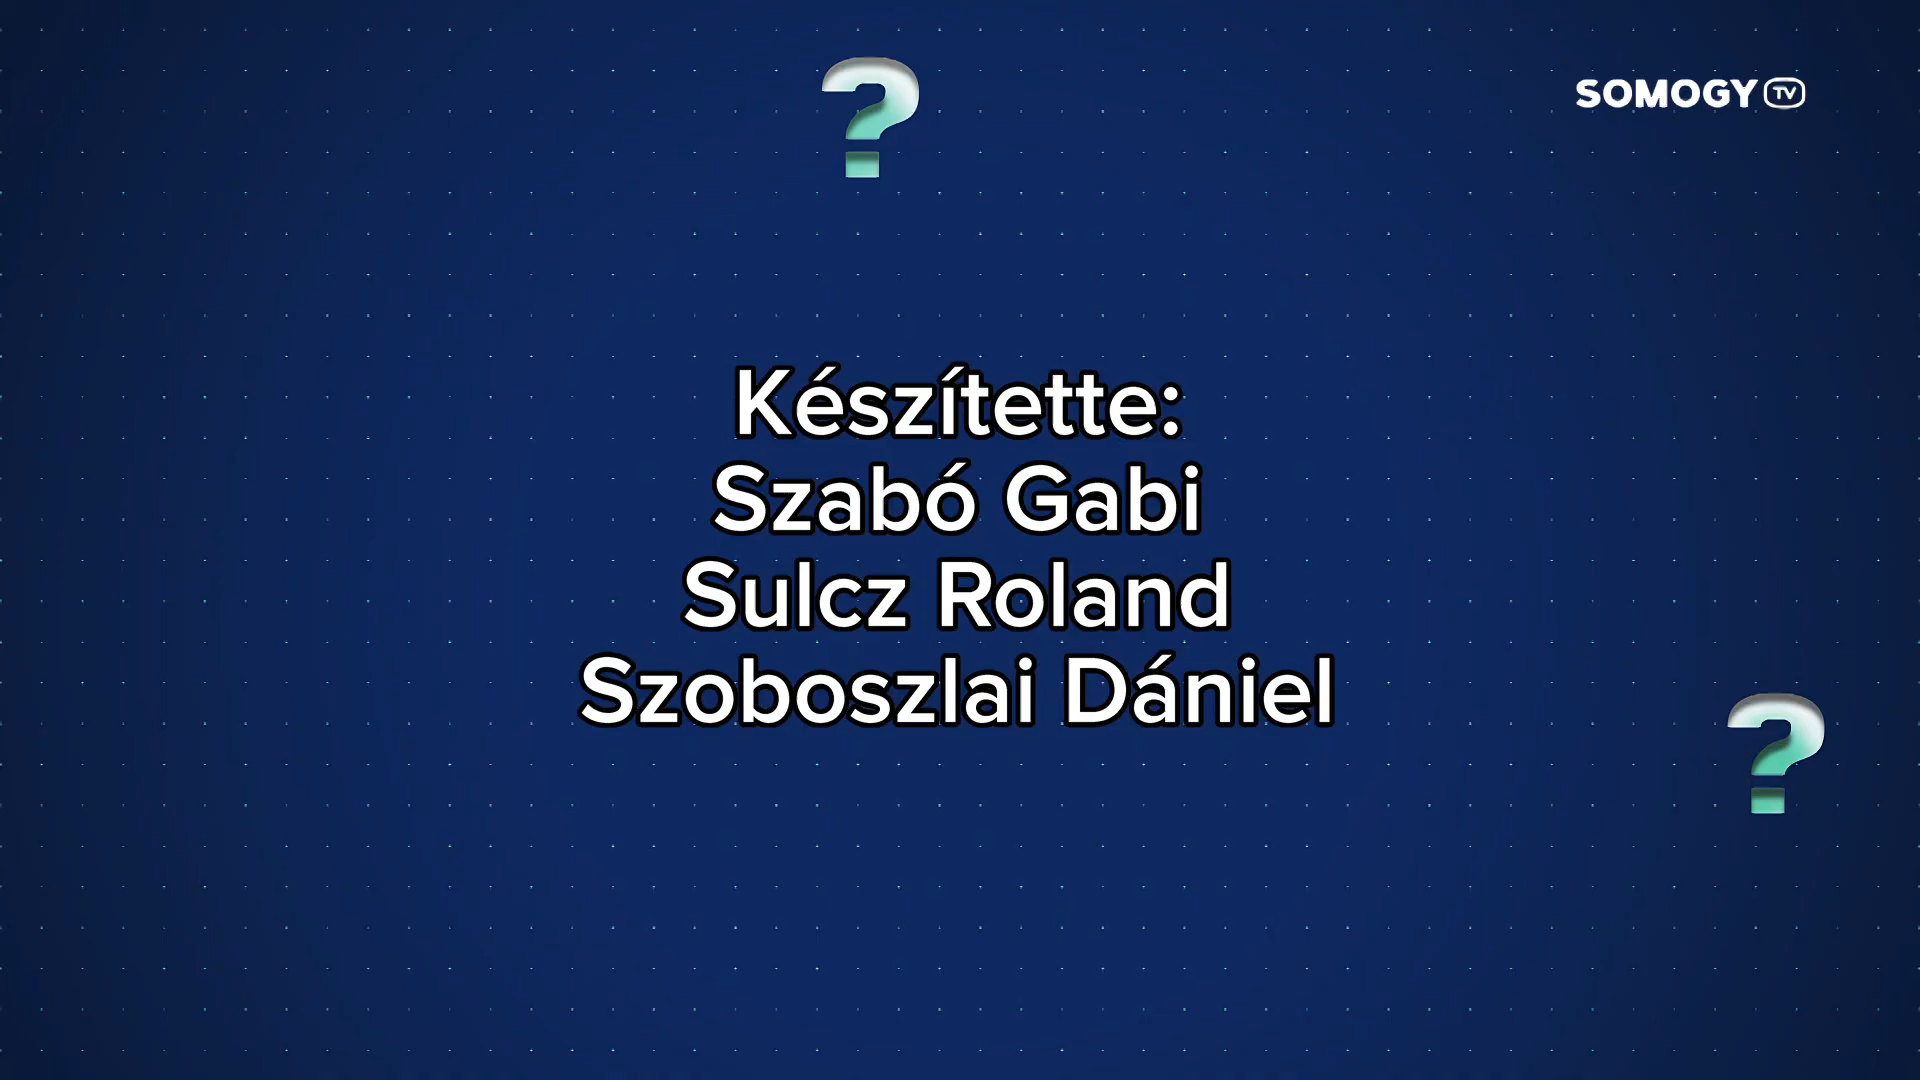 SOMOGY TV
Készítette:
Szabó Gabi
Sulcz Roland
Szoboszlai Dániel